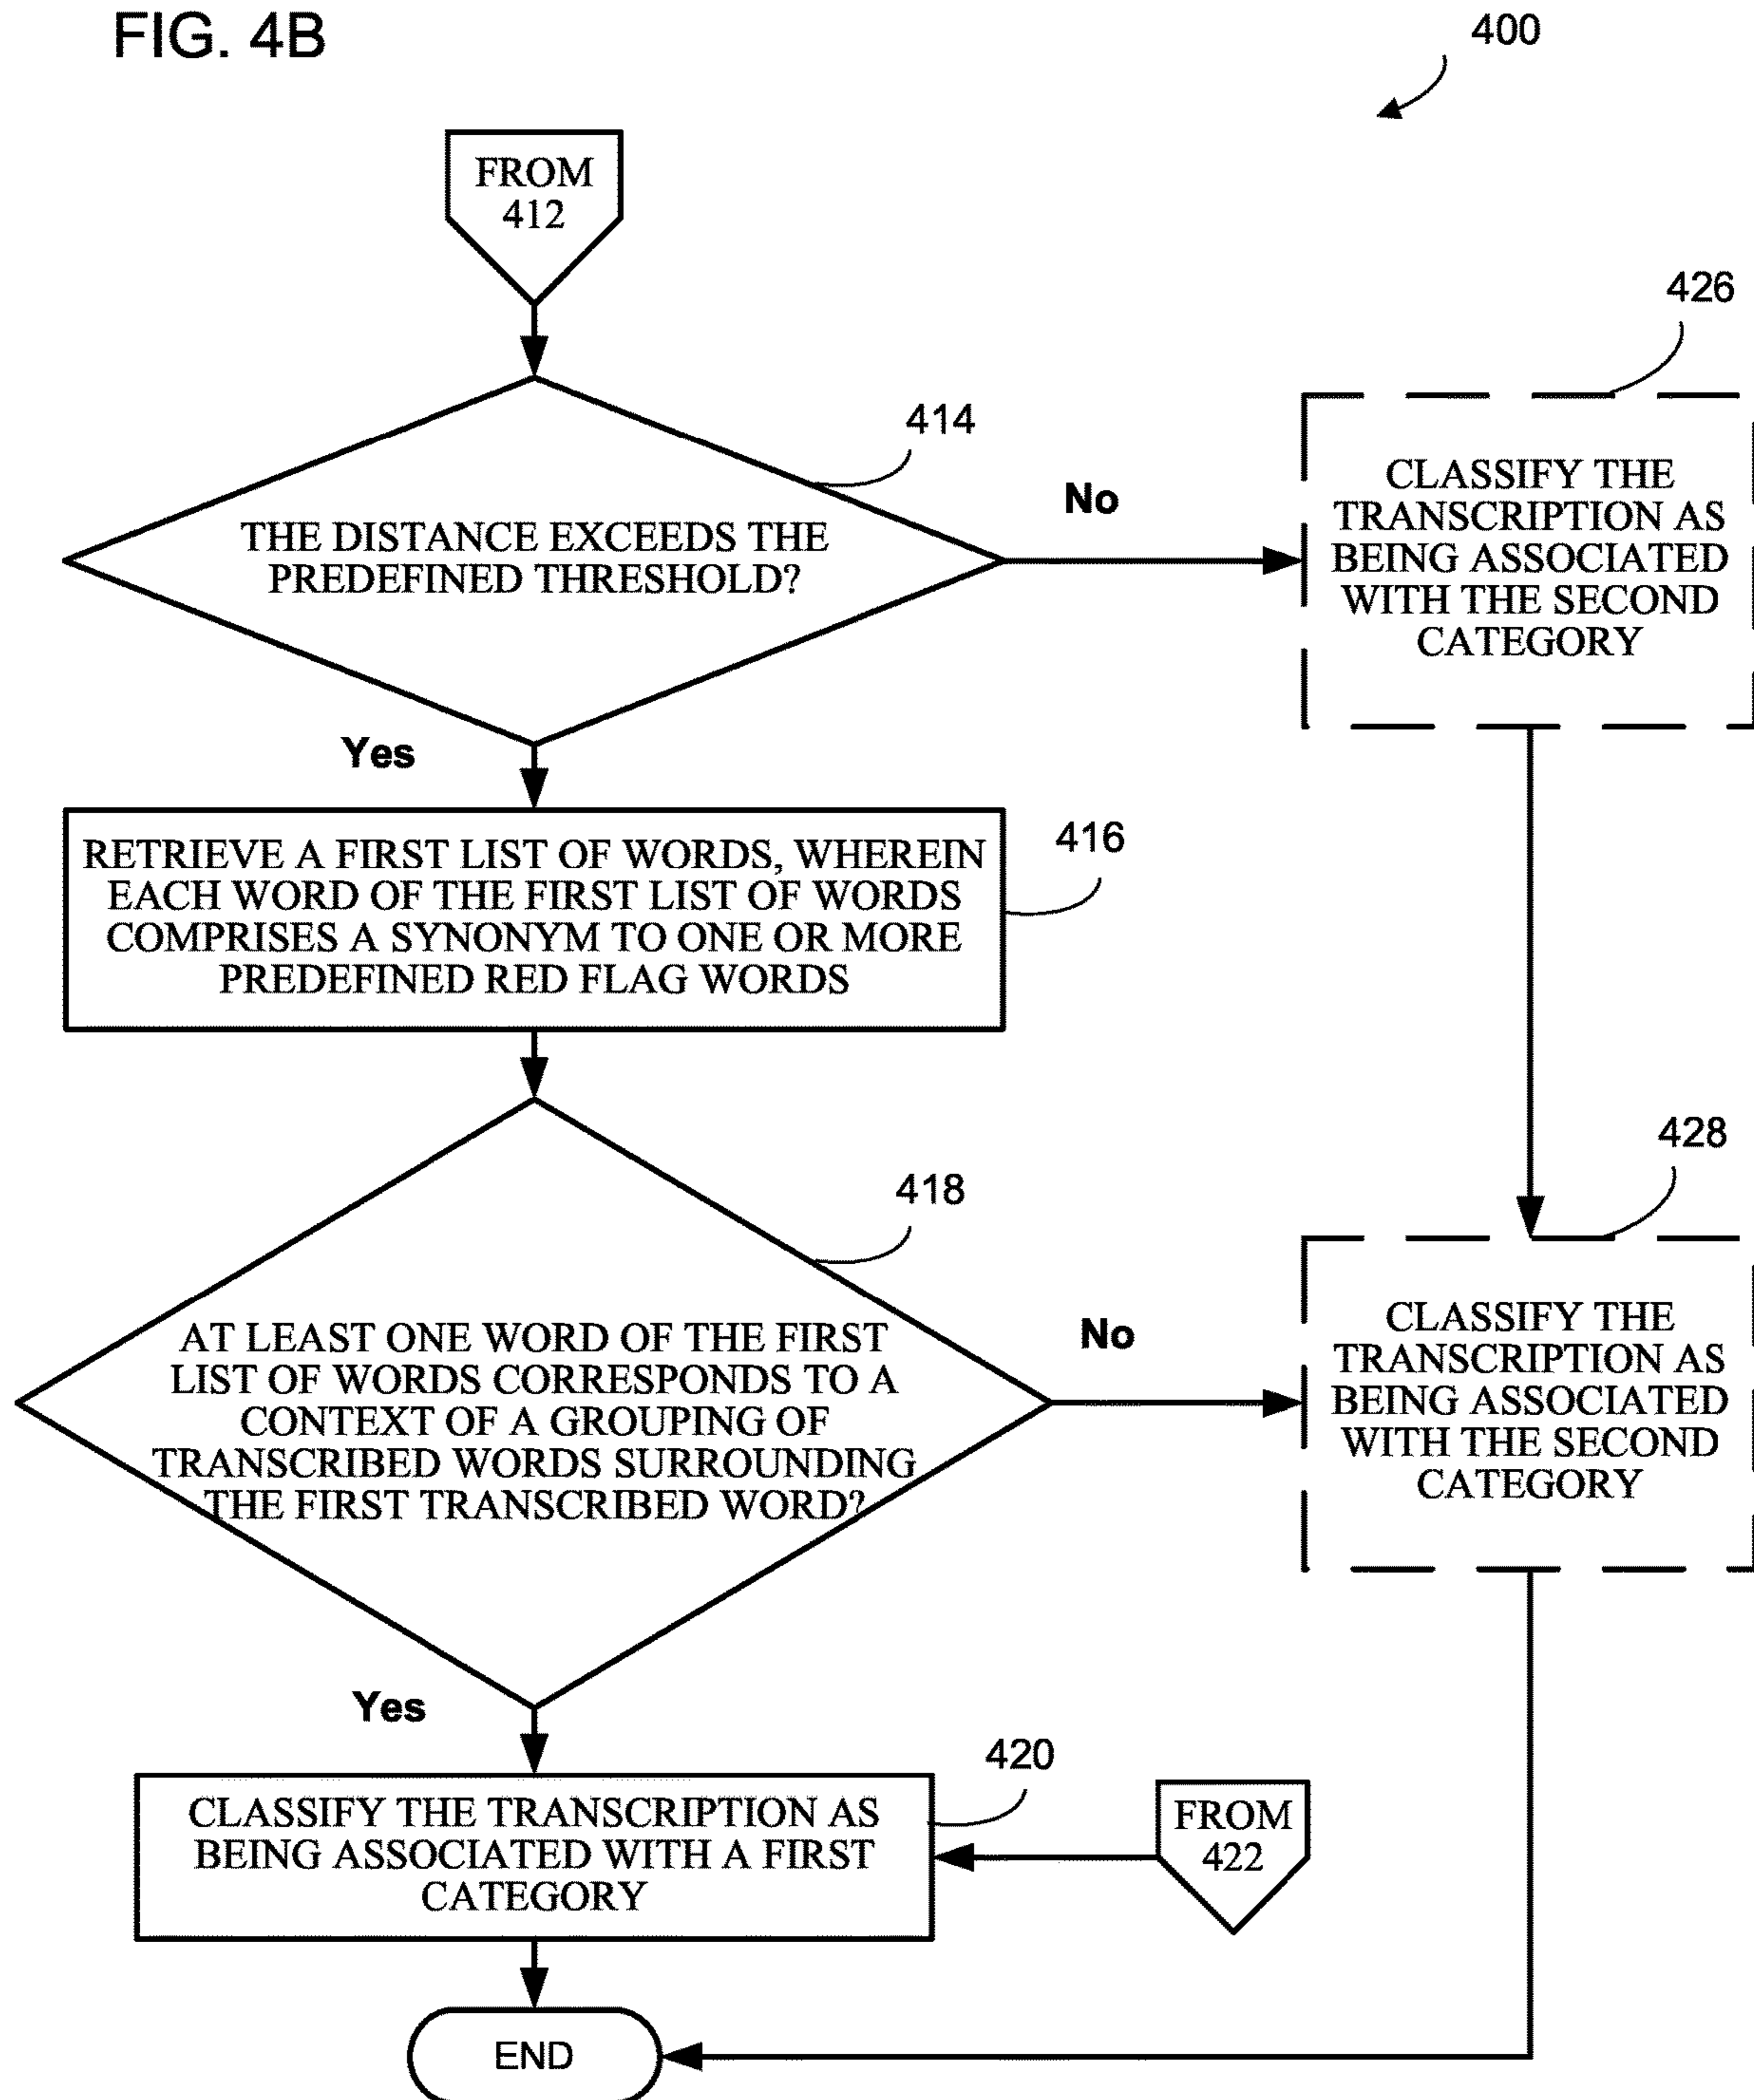 FIG. 4B
400
FROM
412
426
414
No
CLASSIFY THE
TRANSCRIPTION AS
BEING ASSOCIATED
WITH THE SECOND
CATEGORY
THE DISTANCE EXCEEDS THE
PREDEFINED THRESHOLD?
Yes
416
RETRIEVE A FIRST LIST OF WORDS, WHEREIN
EACH WORD OF THE FIRST LIST OF WORDS
COMPRISES A SYNONYM TO ONE OR MORE
PREDEFINED RED FLAG WORDS
428
418
No
CLASSIFY THE
TRANSCRIPTION AS
BEING ASSOCIATED
WITH THE SECOND
CATEGORY
AT LEAST ONE WORD OF THE FIRST
LIST OF WORDS CORRESPONDS TO A
CONTEXT OF A GROUPING OF
TRANSCRIBED WORDS SURROUNDING
THE FIRST TRANSCRIBED WORD?
Yes
420
CLASSIFY THE TRANSCRIPTION AS
BEING ASSOCIATED WITH A FIRST
CATEGORY
FROM
422
END